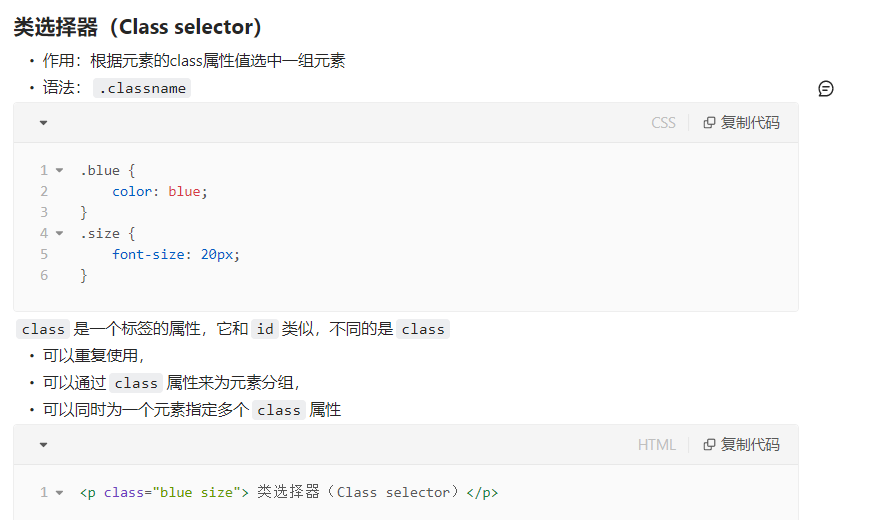 类选择器（Class selector）
• 作用：根据元素的class属性值选中一组元素
• 语法： .classname
CSS 复制代码
1 .blue {
2     color: blue;
3 }
4 .size {
5     font-size: 20px;
6 }
class 是一个标签的属性，它和 id 类似，不同的是 class
• 可以重复使用，
• 可以通过 class 属性来为元素分组，
• 可以同时为一个元素指定多个 class 属性
HTML 复制代码
1 <p class="blue size"> 类选择器（Class selector）</p>